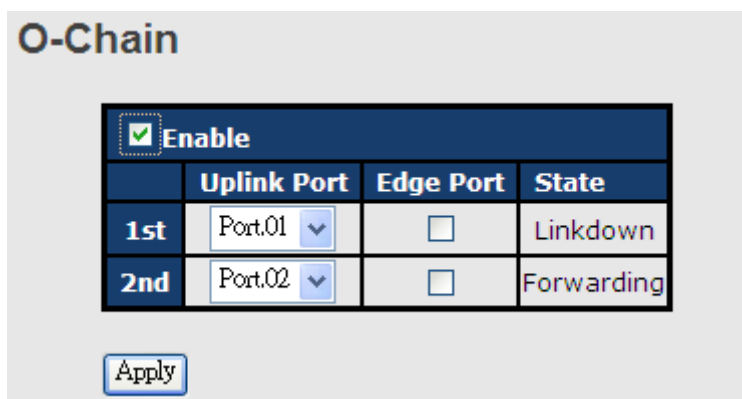 O-Chain
Enable
Uplink Port Edge Port State
1st Port.01 Linkdown
2nd Port.02 Forwarding
Apply